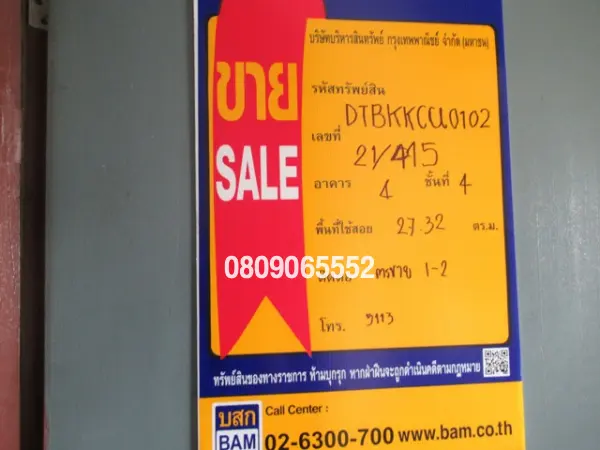 บริษัทบริหารสินทรัพย์ กรุงเทพพาณิชย์ จำกัด (มหาชน)
ขาย
SALE
รหัสทรัพย์สิน
DTBKKCU0102
เลขที่ 21/415
อาคาร 4 ชั้นที่ 4
พื้นที่ใช้สอย 27.32 ตร.ม.
0809065552
ติดต่อ 1-2
โทร. 5113
ทรัพย์สินของทางราชการ ห้ามบุกรุก หากฝ่าฝืนจะถูกดำเนินคดีตามกฎหมาย
บสก
BAM
Call Center :
02-6300-700 www.bam.co.th